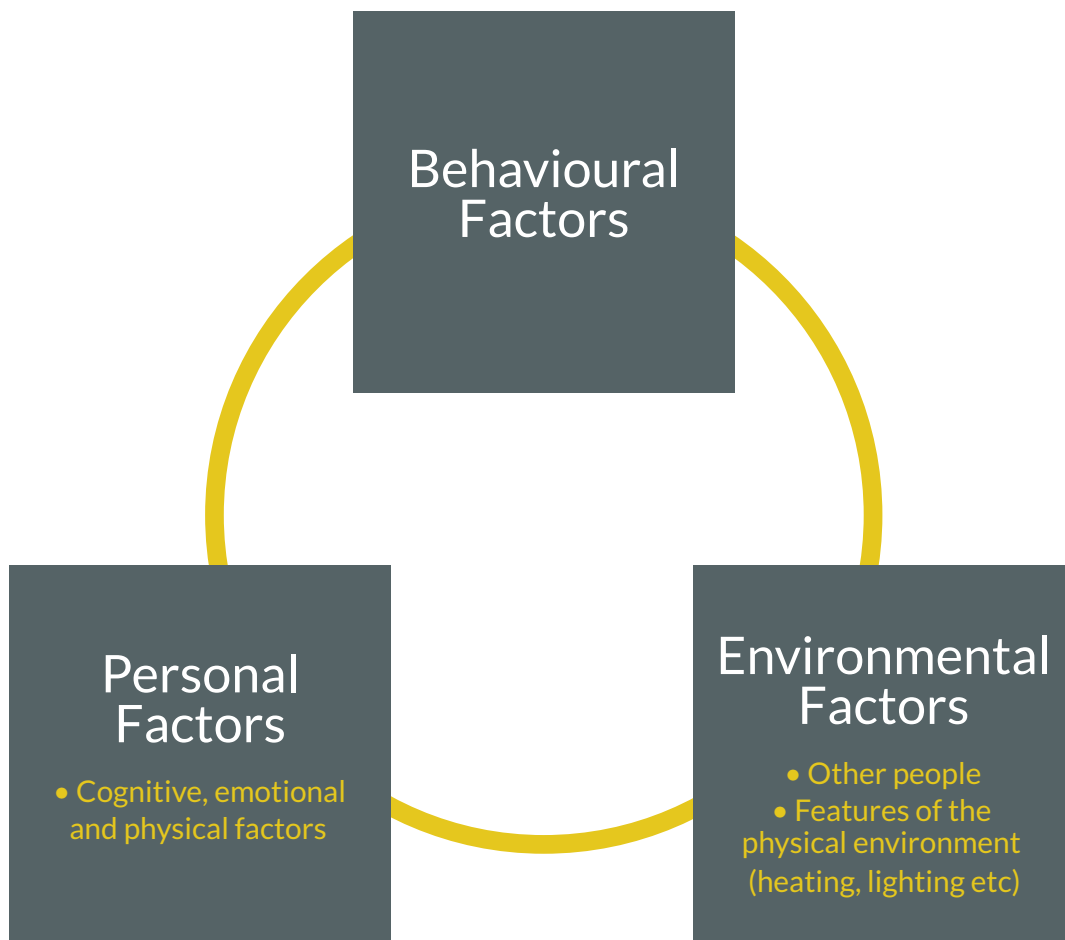 Behavioural
Factors
Personal
Factors
• Cognitive, emotional
and physical factors
Environmental
Factors
• Other people
• Features of the
physical environment
(heating, lighting etc)